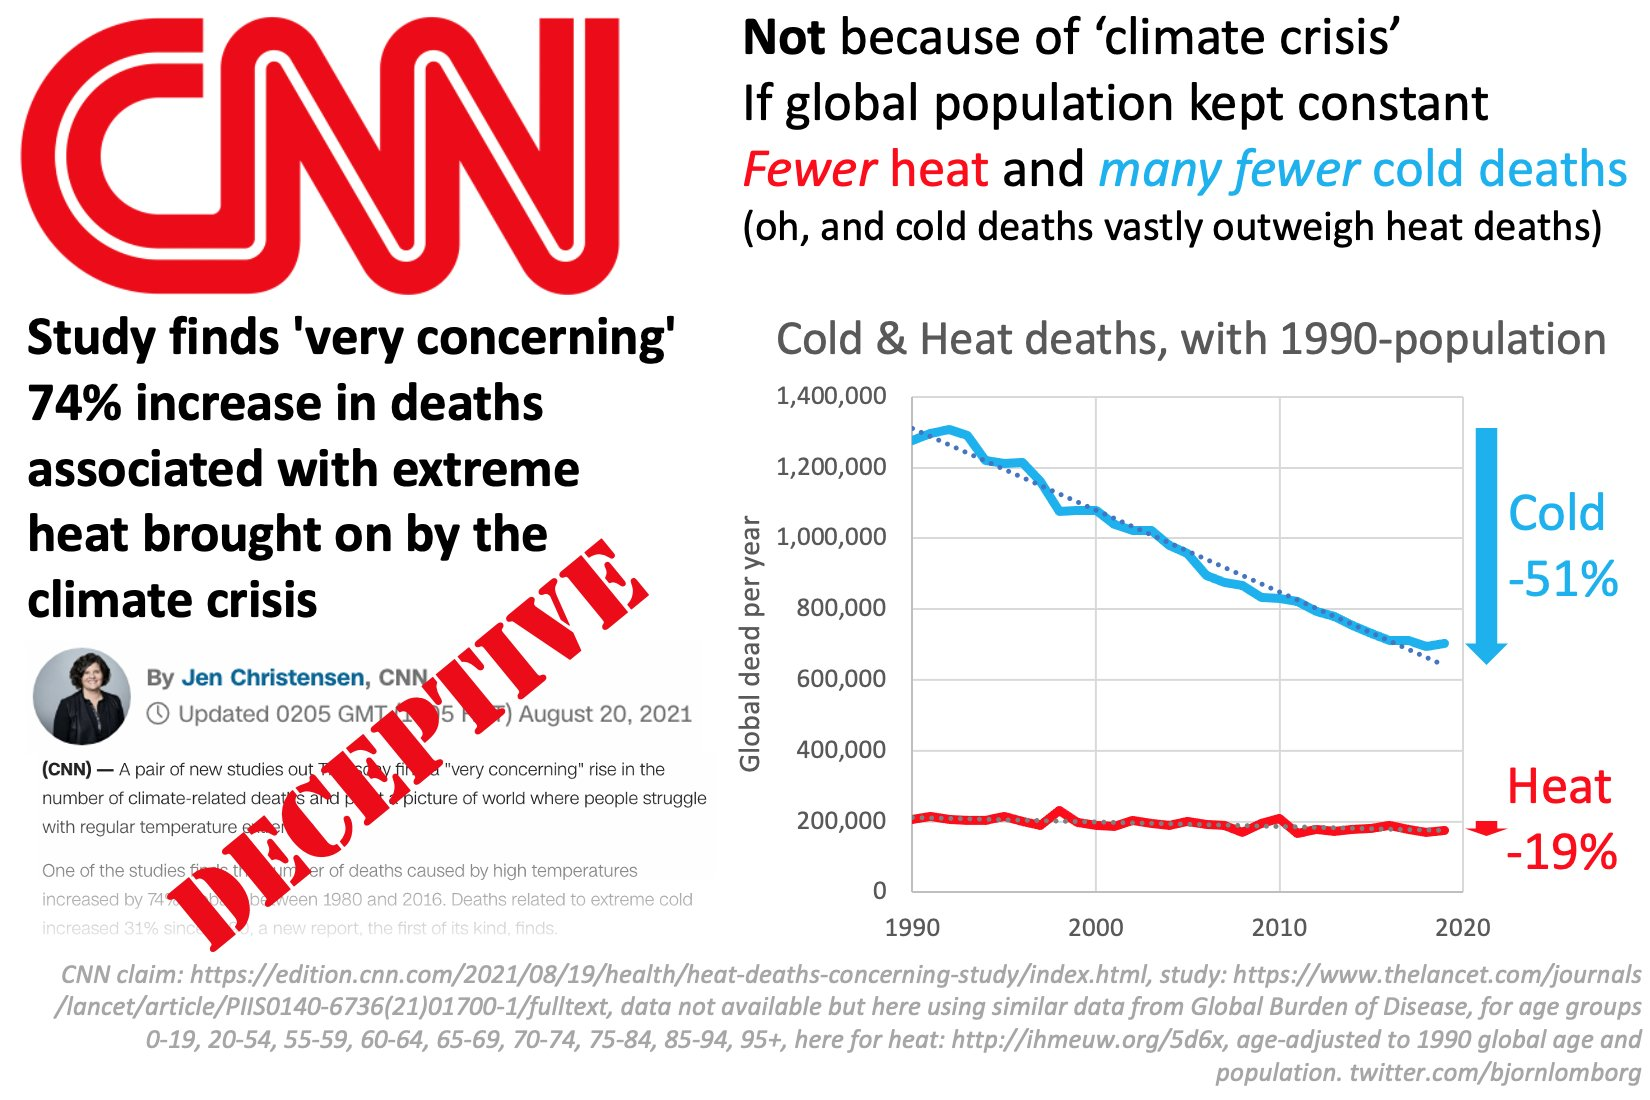 CNN
Study finds 'very concerning'
74% increase in deaths
associated with extreme
heat brought on by the
climate crisis
By Jen Christensen, CNN
Updated 0205 GMT August 20, 2021
(CNN) — A pair of new studies out "very concerning" rise in the
number of climate-related deaths and picture of world where people struggle
with regular temperature
One of the studies of deaths caused by high temperatures
increased by 74% between 1980 and 2016. Deaths related to extreme cold
increased 31% a new report, the first of its kind, finds.
DECEPTIVE
Not because of ‘climate crisis’
If global population kept constant
Fewer heat and many fewer cold deaths
(oh, and cold deaths vastly outweigh heat deaths)
Cold & Heat deaths, with 1990-population
Global dead per year
1,400,000
1,200,000
1,000,000
800,000
600,000
400,000
200,000
0
1990 2000 2010 2020
Cold
-51%
Heat
-19%
CNN claim: https://edition.cnn.com/2021/08/19/health/heat-deaths-concerning-study/index.html, study: https://www.thelancet.com/journals
/lancet/article/PIIS0140-6736(21)01700-1/fulltext, data not available but here using similar data from Global Burden of Disease, for age groups
0-19, 20-54, 55-59, 60-64, 65-69, 70-74, 75-84, 85-94, 95+, here for heat: http://ihmeuw.org/5d6x, age-adjusted to 1990 global age and
population. twitter.com/bjornlomborg